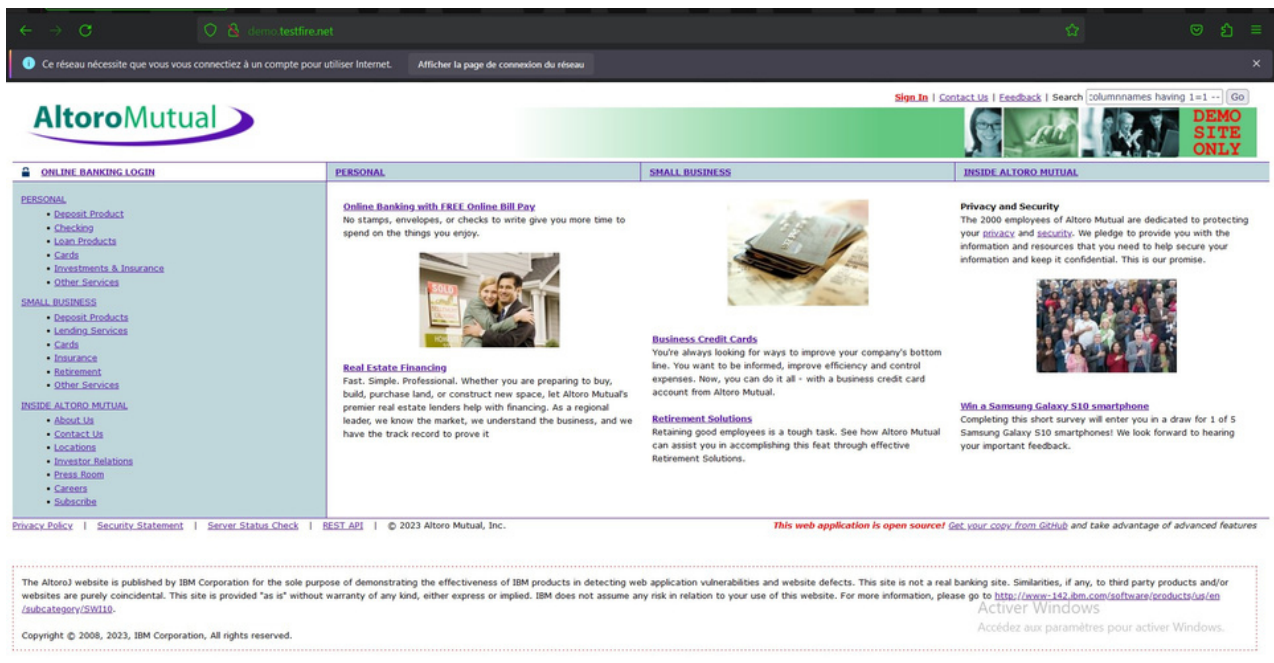 demo.testfire.net
Ce réseau nécessite que vous vous connectiez à un compte pour utiliser Internet. Afficher la page de connexion du réseau
Sign In | Contact Us | Feedback | Search columnnames having 1=1 -- Go
AltoroMutual
DEMO
SITE
ONLY
ONLINE BANKING LOGIN
PERSONAL
SMALL BUSINESS
INSIDE ALTORO MUTUAL
PERSONAL
• Deposit Product
• Checking
• Loan Products
• Cards
• Investments & Insurance
• Other Services
SMALL BUSINESS
• Deposit Products
• Lending Services
• Cards
• Insurance
• Retirement
• Other Services
INSIDE ALTORO MUTUAL
• About Us
• Contact Us
• Locations
• Investor Relations
• Press Room
• Careers
• Subscribe
Online Banking with FREE Online Bill Pay
No stamps, envelopes, or checks to write give you more time to
spend on the things you enjoy.
SOLD
Real Estate Financing
Fast. Simple. Professional. Whether you are preparing to buy,
build, purchase land, or construct new space, let Altoro Mutual's
premier real estate lenders help with financing. As a regional
leader, we know the market, we understand the business, and we
have the track record to prove it
Business Credit Cards
You're always looking for ways to improve your company's bottom
line. You want to be informed, improve efficiency and control
expenses. Now, you can do it all - with a business credit card
account from Altoro Mutual.
Retirement Solutions
Retaining good employees is a tough task. See how Altoro Mutual
can assist you in accomplishing this feat through effective
Retirement Solutions.
Privacy and Security
The 2000 employees of Altoro Mutual are dedicated to protecting
your privacy and security. We pledge to provide you with the
information and resources that you need to help secure your
information and keep it confidential. This is our promise.
Win a Samsung Galaxy S10 smartphone
Completing this short survey will enter you in a draw for 1 of 5
Samsung Galaxy S10 smartphones! We look forward to hearing
your important feedback.
Privacy Policy | Security Statement | Server Status Check | REST API | © 2023 Altoro Mutual, Inc.
This web application is open source! Get your copy from GitHub and take advantage of advanced features
The AltoroJ website is published by IBM Corporation for the sole purpose of demonstrating the effectiveness of IBM products in detecting web application vulnerabilities and website defects. This site is not a real banking site. Similarities, if any, to third party products and/or
websites are purely coincidental. This site is provided "as is" without warranty of any kind, either express or implied. IBM does not assume any risk in relation to your use of this website. For more information, please go to http://www-142.ibm.com/software/products/us/en
/subcategory/SWI10.
Copyright © 2008, 2023, IBM Corporation, All rights reserved.
Activer Windows
Accédez aux paramètres pour activer Windows.